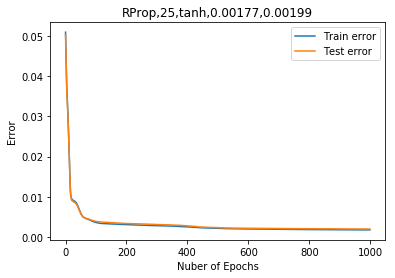 RProp,25,tanh,0.00177,0.00199
Train error
Test error
0.05
0.04
0.03
0.02
0.01
0.00
Error
0 200 400 600 800 1000
Nuber of Epochs